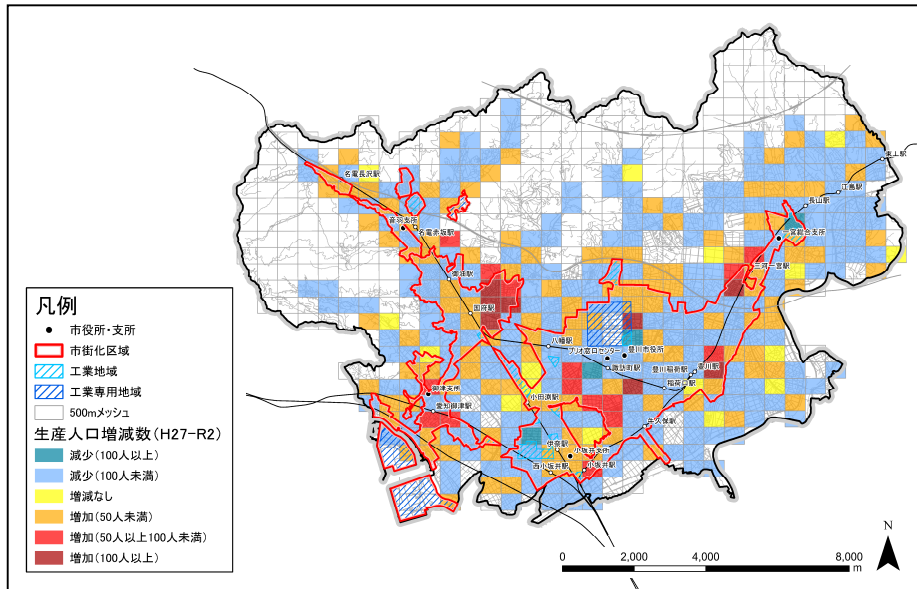 凡例
市役所・支所
市街化区域
工業地域
工業専用地域
500mメッシュ
生産人口増減数(H27-R2)
減少(100人以上)
減少(100人未満)
増減なし
増加(50人未満)
増加(50人以上100人未満)
増加(100人以上)
東上駅
江島駅
長山駅
名電長沢駅
音羽支所
名電赤坂駅
一宮総合支所
三河一宮駅
御油駅
国府駅
八幡駅
プリオ窓口センター
豊川市役所
諏訪町駅
豊川稲荷駅
豊川駅
稲荷口駅
御津支所
愛知御津駅
小田渕駅
牛久保駅
伊奈駅
小坂井支所
西小坂井駅
小坂井駅
N
0 2,000 4,000 8,000
m